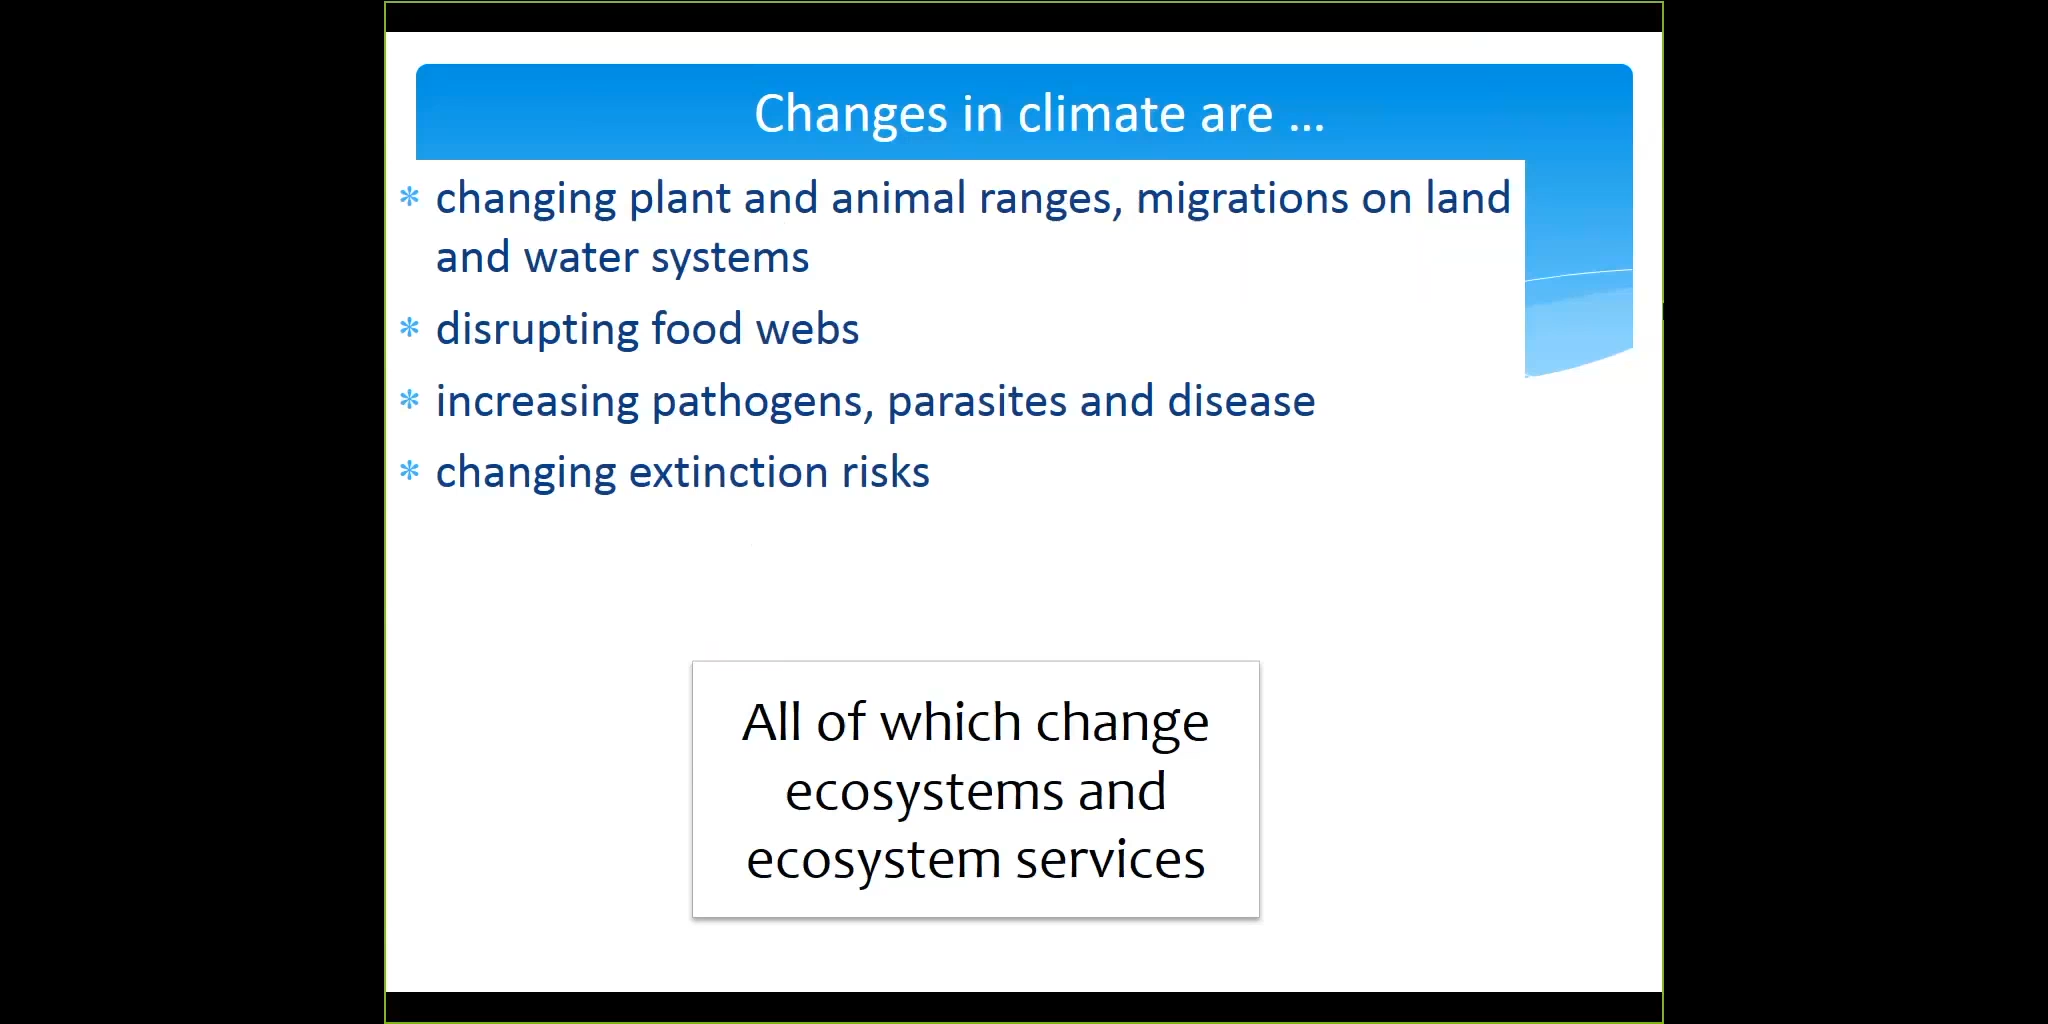 Changes in climate are ...
* changing plant and animal ranges, migrations on land
and water systems
* disrupting food webs
* increasing pathogens, parasites and disease
* changing extinction risks
All of which change
ecosystems and
ecosystem services